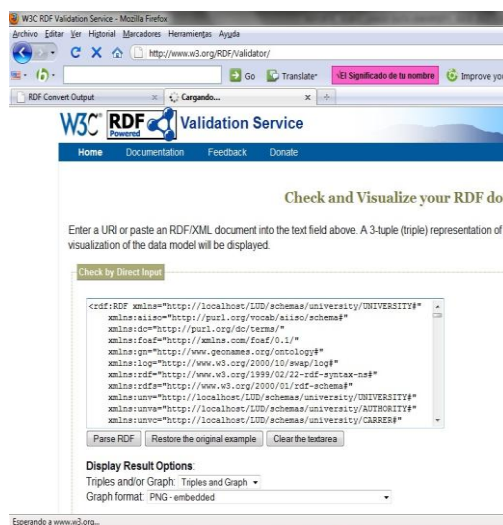 W3C RDF Validation Service - Mozilla Firefox
Archivo Editar Ver Historial Marcadores Herramientas Ayuda
http://www.w3.org/RDF/Validator/
Go Translate El Significado de tu nombre Improve you
RDF Convert Output Cargando...
W3C RDF Powered Validation Service
Home Documentation Feedback Donate
Check and Visualize your RDF do
Enter a URI or paste an RDF/XML document into the text field above. A 3-tuple (triple) representation of
visualization of the data model will be displayed.
Check by Direct Input
<rdf:RDF xmlns="http://localhost/LUD/schemas/university/UNIVERSITY#"
xmlns:aiiso="http://purl.org/vocab/aiiso/schema#"
xmlns:dc="http://purl.org/dc/terms/"
xmlns:foaf="http://xmlns.com/foaf/0.1/"
xmlns:gn="http://www.geonames.org/ontology#"
xmlns:log="http://www.w3.org/2000/10/swap/log#"
xmlns:rdf="http://www.w3.org/1999/02/22-rdf-syntax-ns#"
xmlns:rdfs="http://www.w3.org/2000/01/rdf-schema#"
xmlns:unv="http://localhost/LUD/schemas/university/UNIVERSITY#"
xmlns:unva="http://localhost/LUD/schemas/university/AUTHORITY#"
xmlns:unvc="http://localhost/LUD/schemas/university/CARRER#"
Parse RDF Restore the original example Clear the textarea
Display Result Options:
Triples and/or Graph: Triples and Graph
Graph format: PNG - embedded
Esperando a www.w3.org...